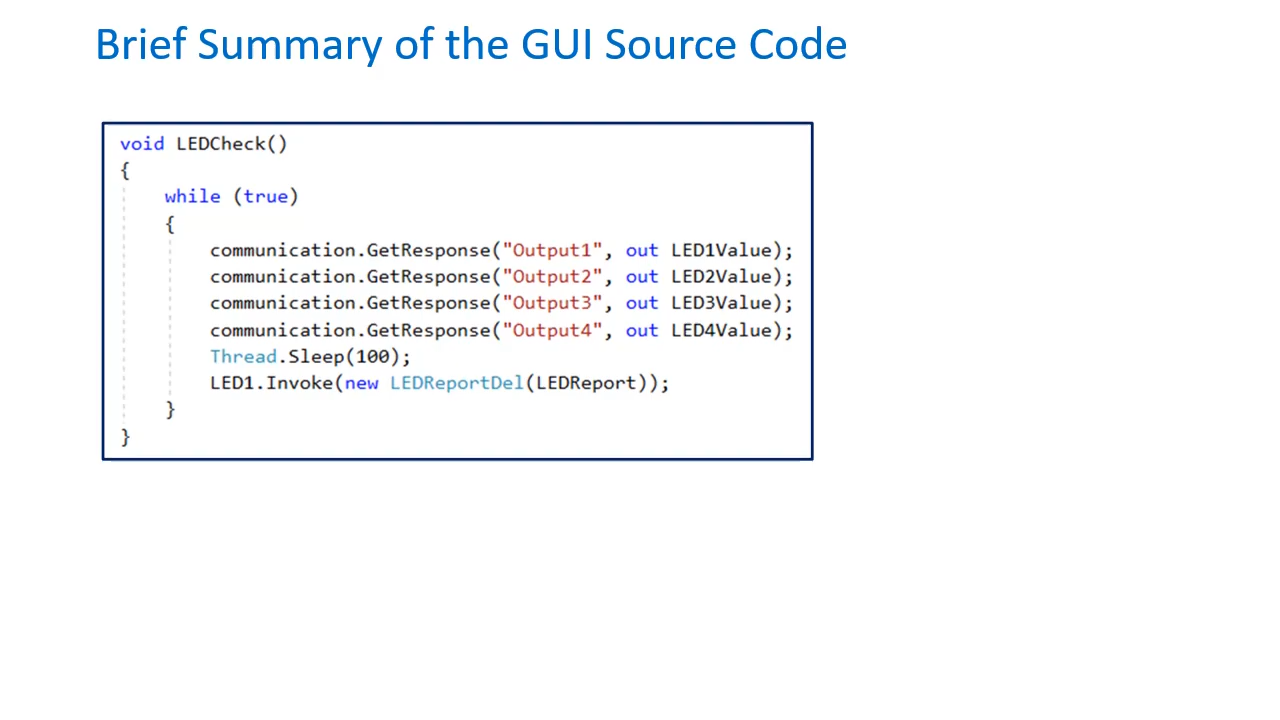 Brief Summary of the GUI Source Code
void LEDCheck()
{
while (true)
{
communication.GetResponse("Output1", out LED1Value);
communication.GetResponse("Output2", out LED2Value);
communication.GetResponse("Output3", out LED3Value);
communication.GetResponse("Output4", out LED4Value);
Thread.Sleep(100);
LED1.Invoke(new LEDReportDel(LEDReport));
}
}